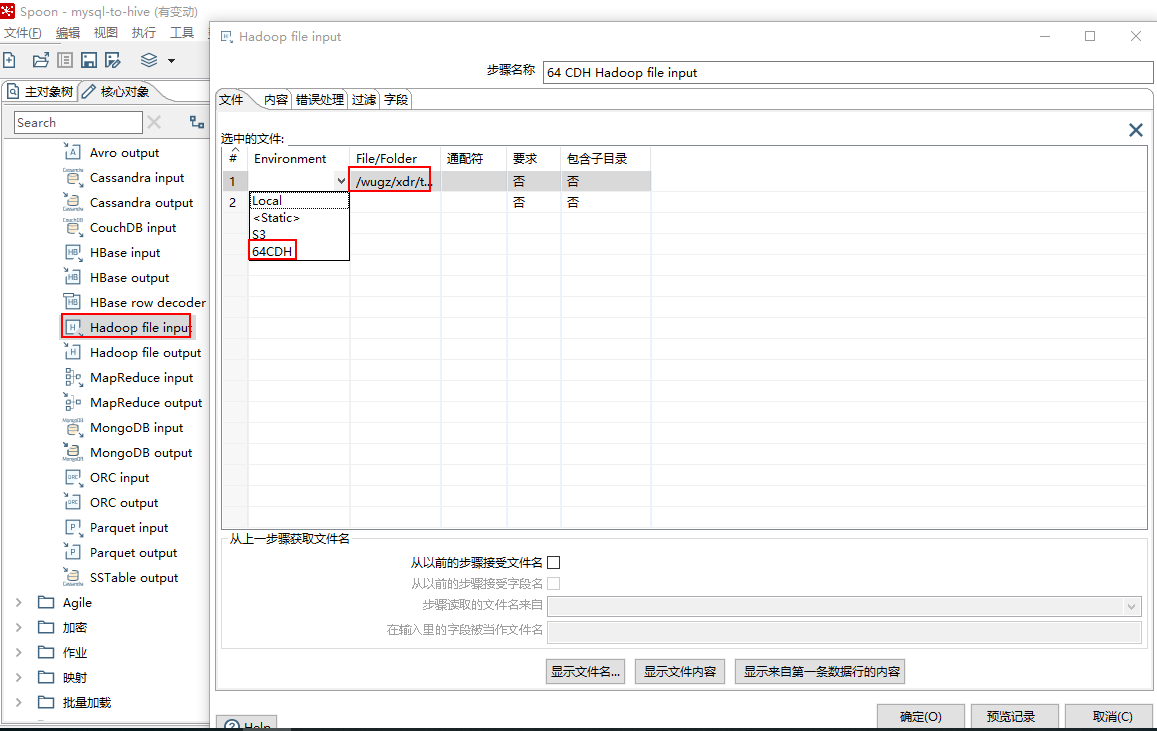 Spoon - mysql-to-hive (有变动)
文件(F) 编辑 视图 执行 工具
Search
主对象树 核心对象
Avro output
Cassandra input
Cassandra output
CouchDB input
HBase input
HBase output
HBase row decoder
Hadoop file input
Hadoop file output
MapReduce input
MapReduce output
MongoDB input
MongoDB output
ORC input
ORC output
Parquet input
Parquet output
SSTable output
Agile
加密
作业
映射
批量加载
Hadoop file input
步骤名称 64 CDH Hadoop file input
文件 内容 错误处理 过滤 字段
选中的文件:
# Environment File/Folder 通配符 要求 包含子目录
1 /wugz/xdr/t... 否 否
2 否 否
Local
<Static>
S3
64CDH
从上一步骤获取文件名
从以前的步骤接受文件名
从以前的步骤接受字段名
步骤读取的文件名来自
在输入里的字段被当作文件名
显示文件名... 显示文件内容 显示来自第一条数据行的内容
Help 确定(O) 预览记录 取消(C)